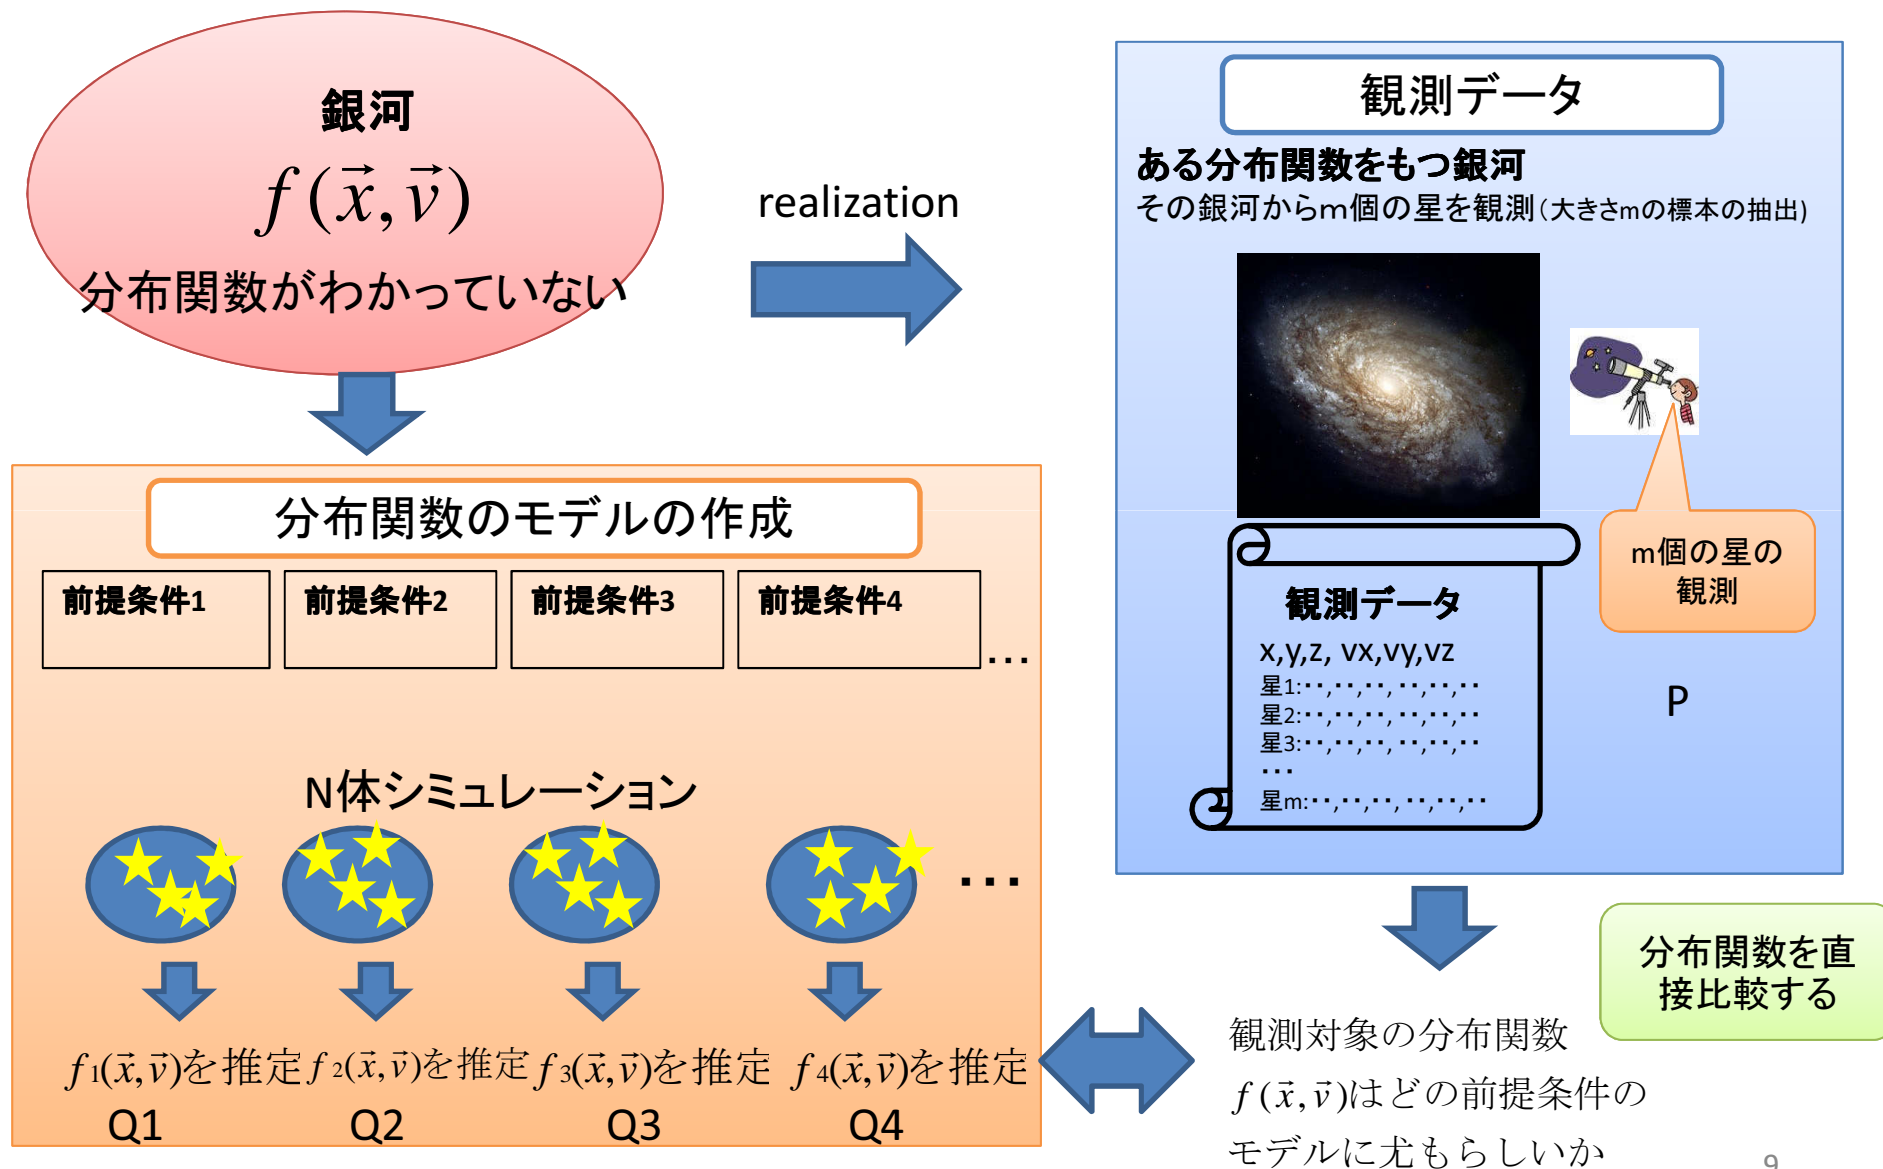 銀河
f(x⃗,v⃗)
分布関数がわかっていない
realization
観測データ
ある分布関数をもつ銀河
その銀河からm個の星を観測(大きさmの標本の抽出)
m個の星の
観測
観測データ
x,y,z, vx,vy,vz
星1:‥,‥,‥, ‥,‥,‥
星2:‥,‥,‥, ‥,‥,‥
星3:‥,‥,‥, ‥,‥,‥
…
星m:‥,‥,‥, ‥,‥,‥
P
分布関数のモデルの作成
前提条件1
前提条件2
前提条件3
前提条件4
…
N体シミュレーション
…
f1(x⃗,v⃗)を推定
f2(x⃗,v⃗)を推定
f3(x⃗,v⃗)を推定
f4(x⃗,v⃗)を推定
Q1
Q2
Q3
Q4
分布関数を直
接比較する
観測対象の分布関数
f(x⃗,v⃗)はどの前提条件の
モデルに尤もらしいか
9